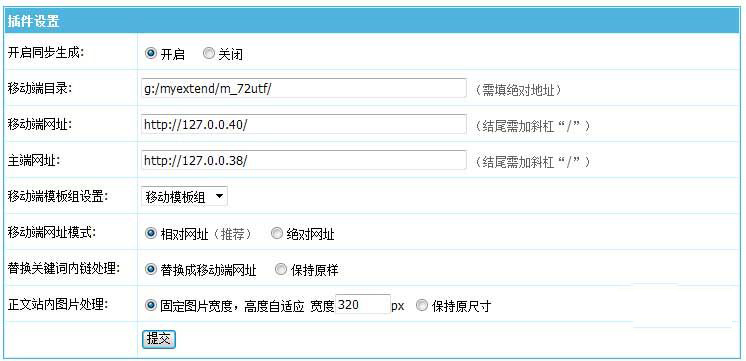 插件设置
开启同步生成： 开启 关闭
移动端目录： g:/myextend/m_72utf/ （需填绝对地址）
移动端网址： http://127.0.0.40/ （结尾需加斜杠“/”）
主端网址： http://127.0.0.38/ （结尾需加斜杠“/”）
移动端模板组设置： 移动模板组
移动端网址模式： 相对网址（推荐） 绝对网址
替换关键词内链处理： 替换成移动端网址 保持原样
正文站内图片处理： 固定图片宽度，高度自适应 宽度 320 px 保持原尺寸
提交